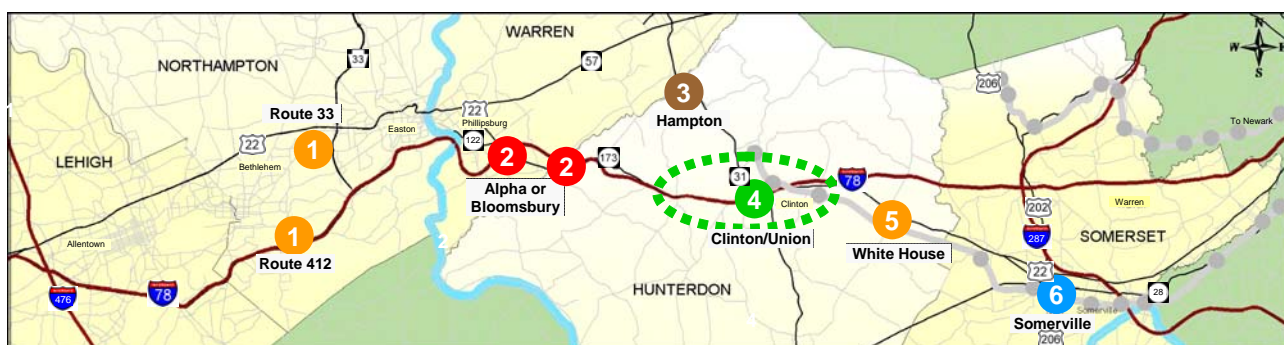 WARREN
NORTHAMPTON
33
57
206
W N E S
Route 33
22
Phillipsburg
3
Hampton
To Newark
1
Easton
122
2
2
173
22
Bethlehem
LEHIGH
Alpha or
Bloomsbury
31
4
Clinton
78
Clinton/Union
5
White House
202
Warren
287
SOMERSET
Allentown
1
Route 412
476
78
HUNTERDON
22
6
Somerville
28
Somerville
206